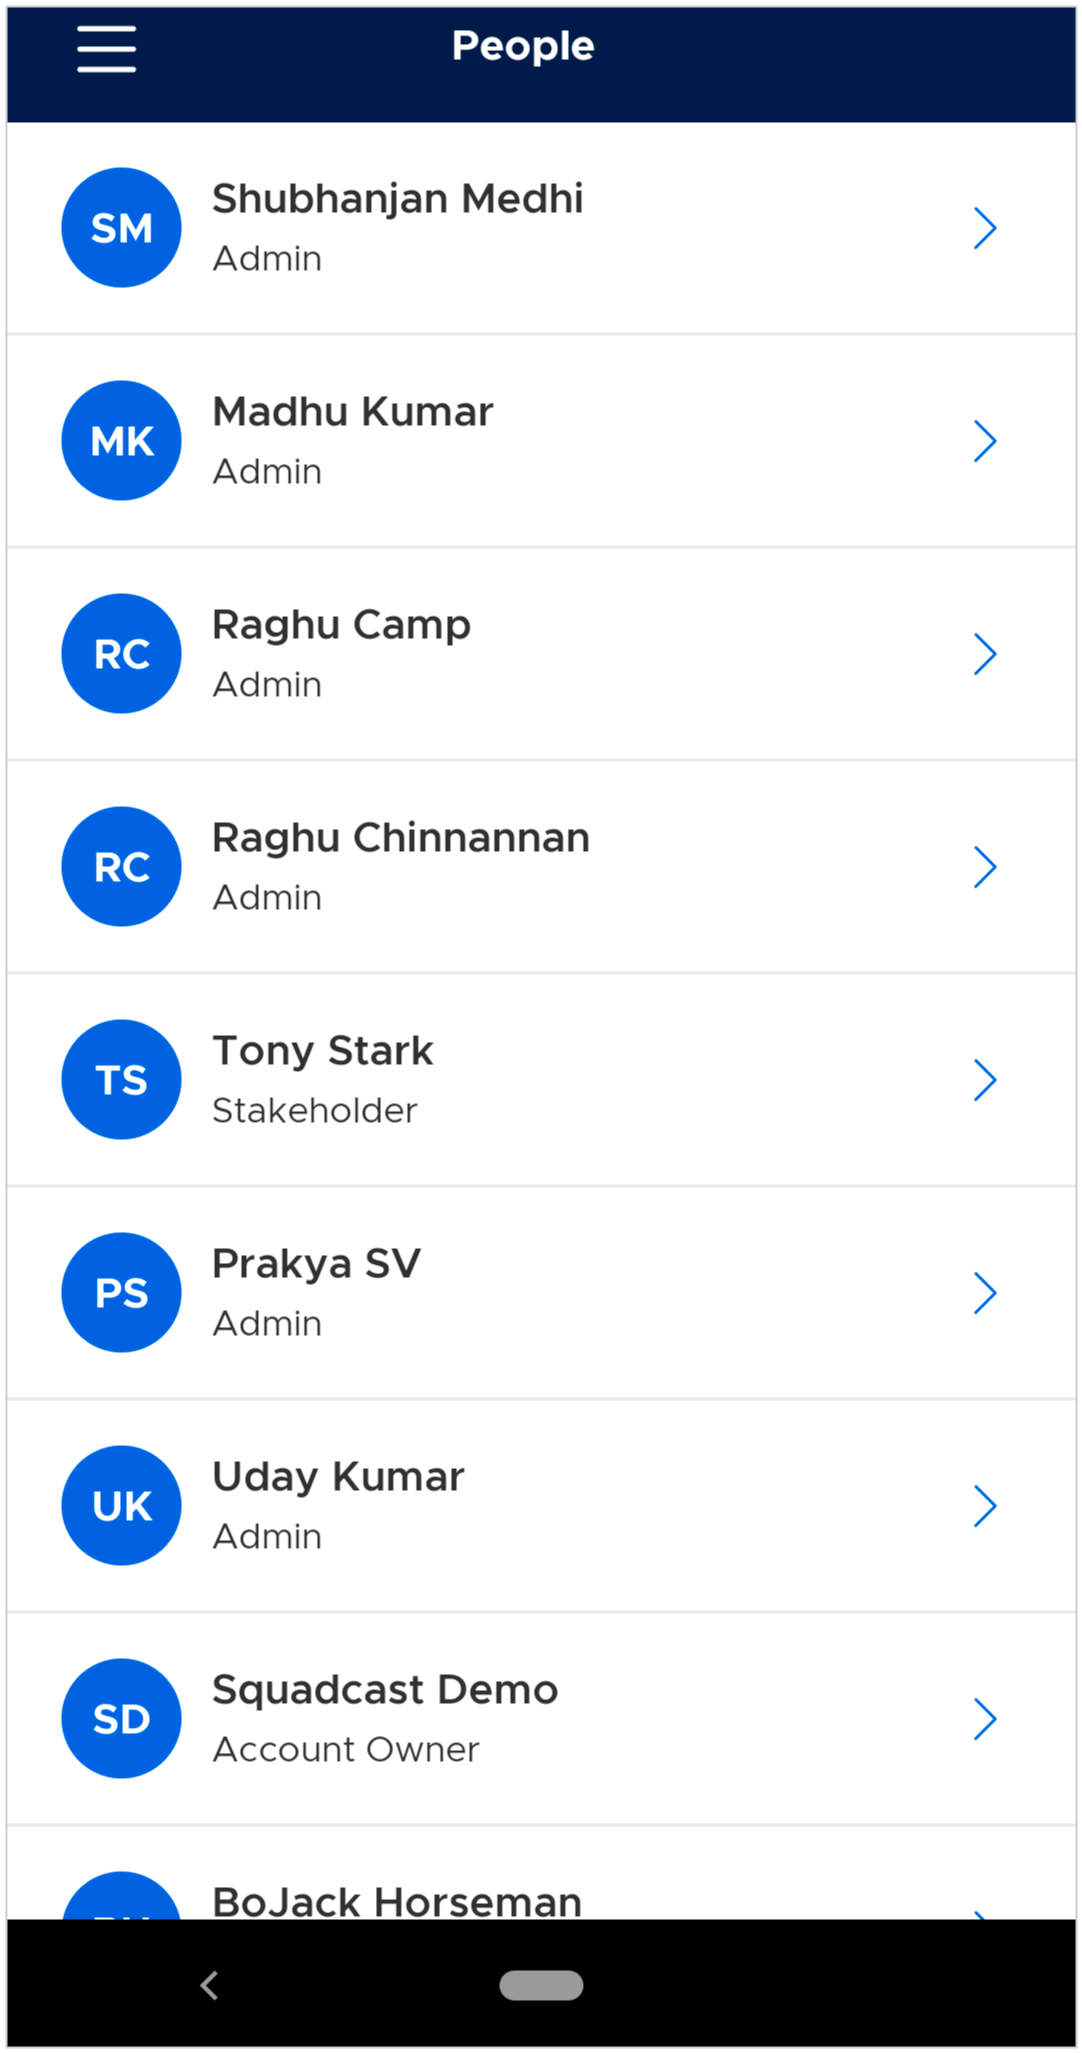 People
SM
Shubhanjan Medhi
Admin
MK
Madhu Kumar
Admin
RC
Raghu Camp
Admin
RC
Raghu Chinnannan
Admin
TS
Tony Stark
Stakeholder
PS
Prakya SV
Admin
UK
Uday Kumar
Admin
SD
Squadcast Demo
Account Owner
BoJack Horseman